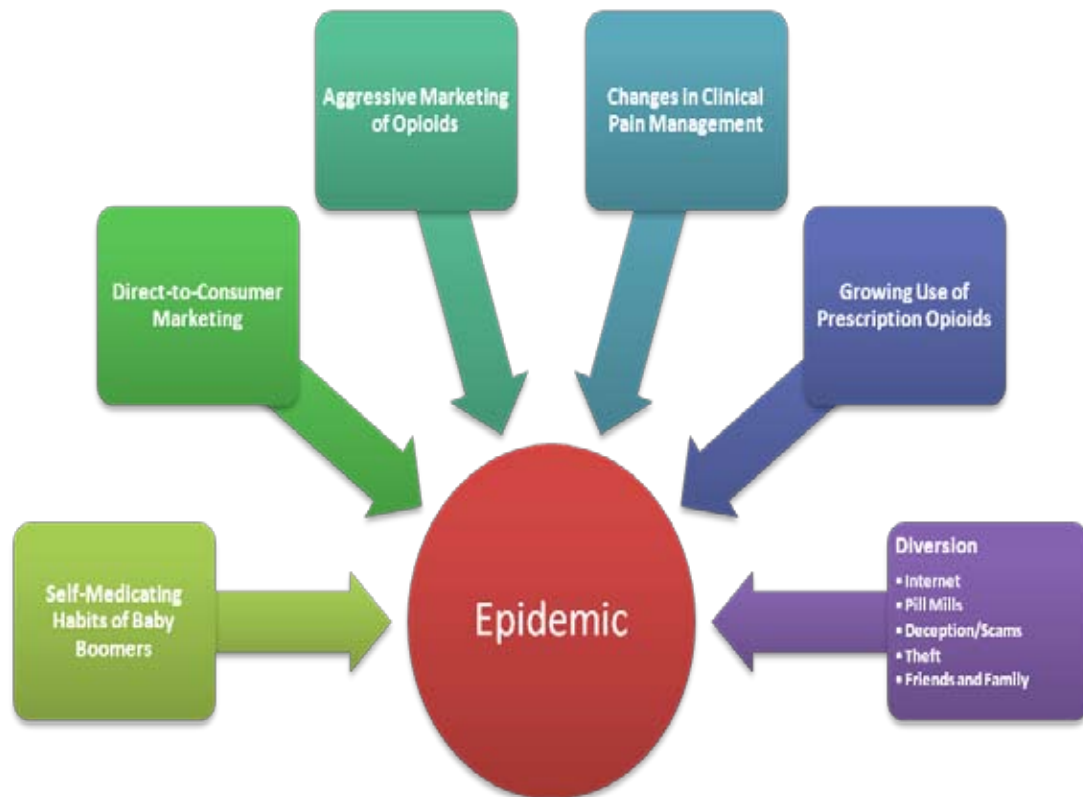 Aggressive Marketing
of Opioids
Changes in Clinical
Pain Management
Direct-to-Consumer
Marketing
Growing Use of
Prescription Opioids
Self-Medicating
Habits of Baby
Boomers
Epidemic
Diversion
▪ Internet
▪ Pill Mills
▪ Deception/Scams
▪ Theft
▪ Friends and Family